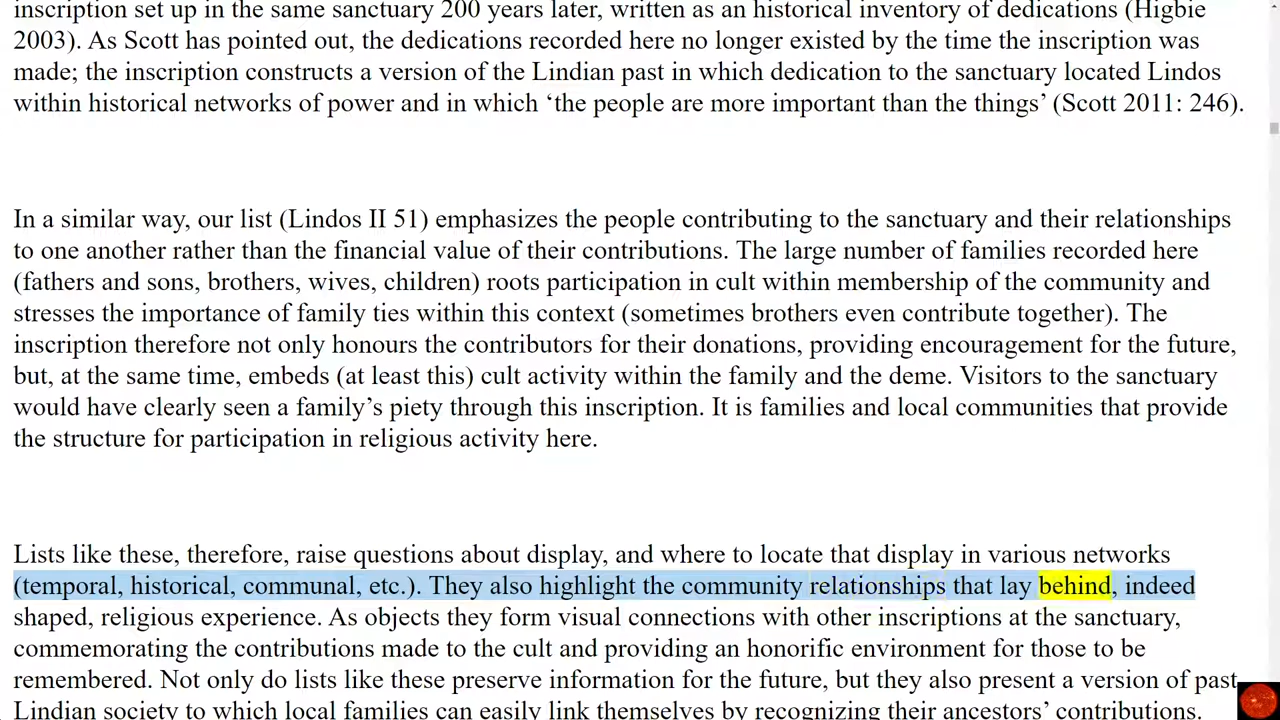 inscription set up in the same sanctuary 200 years later, written as an historical inventory of dedications (Higbie
2003). As Scott has pointed out, the dedications recorded here no longer existed by the time the inscription was
made; the inscription constructs a version of the Lindian past in which dedication to the sanctuary located Lindos
within historical networks of power and in which ‘the people are more important than the things’ (Scott 2011: 246).
In a similar way, our list (Lindos II 51) emphasizes the people contributing to the sanctuary and their relationships
to one another rather than the financial value of their contributions. The large number of families recorded here
(fathers and sons, brothers, wives, children) roots participation in cult within membership of the community and
stresses the importance of family ties within this context (sometimes brothers even contribute together). The
inscription therefore not only honours the contributors for their donations, providing encouragement for the future,
but, at the same time, embeds (at least this) cult activity within the family and the deme. Visitors to the sanctuary
would have clearly seen a family’s piety through this inscription. It is families and local communities that provide
the structure for participation in religious activity here.
Lists like these, therefore, raise questions about display, and where to locate that display in various networks
(temporal, historical, communal, etc.). They also highlight the community relationships that lay behind, indeed
shaped, religious experience. As objects they form visual connections with other inscriptions at the sanctuary,
commemorating the contributions made to the cult and providing an honorific environment for those to be
remembered. Not only do lists like these preserve information for the future, but they also present a version of past
Lindian society to which local families can easily link themselves by recognizing their ancestors’ contributions.